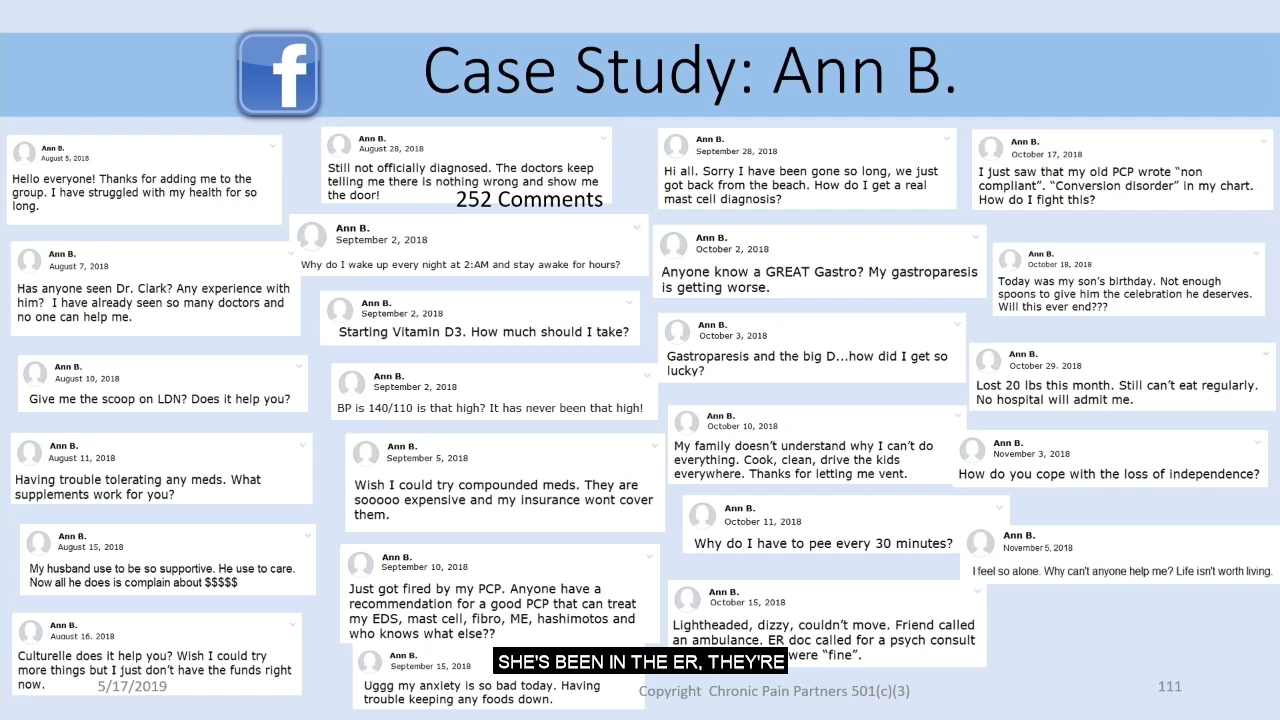 f
Case Study: Ann B.
Ann B.
August 5, 2018
Hello everyone! Thanks for adding me to the
group. I have struggled with my health for so
long.
Ann B.
August 7, 2018
Has anyone seen Dr. Clark? Any experience with
him?  I have already seen so many doctors and
no one can help me.
Ann B.
August 10, 2018
Give me the scoop on LDN? Does it help you?
Ann B.
August 11, 2018
Having trouble tolerating any meds. What
supplements work for you?
Ann B.
August 15, 2018
My husband use to be so supportive. He use to care.
Now all he does is complain about $$$$$
Ann B.
August 16, 2018
Culturelle does it help you? Wish I could try
more things but I just don't have the funds right
now.
Ann B.
August 28, 2018
Still not officially diagnosed. The doctors keep
telling me there is nothing wrong and show me
the door!
252 Comments
Ann B.
September 2, 2018
Why do I wake up every night at 2:AM and stay awake for hours?
Ann B.
September 2, 2018
Starting Vitamin D3. How much should I take?
Ann B.
September 2, 2018
BP is 140/110 is that high? It has never been that high!
Ann B.
September 5, 2018
Wish I could try compounded meds. They are
sooooo expensive and my insurance wont cover
them.
Ann B.
September 10, 2018
Just got fired by my PCP. Anyone have a
recommendation for a good PCP that can treat
my EDS, mast cell, fibro, ME, hashimotos and
who knows what else??
Ann B.
September 15, 2018
Uggg my anxiety is so bad today. Having
trouble keeping any foods down.
Ann B.
September 28, 2018
Hi all. Sorry I have been gone so long, we just
got back from the beach. How do I get a real
mast cell diagnosis?
Ann B.
October 2, 2018
Anyone know a GREAT Gastro? My gastroparesis
is getting worse.
Ann B.
October 3, 2018
Gastroparesis and the big D...how did I get so
lucky?
Ann B.
October 10, 2018
My family doesn't understand why I can't do
everything. Cook, clean, drive the kids
everywhere. Thanks for letting me vent.
Ann B.
October 11, 2018
Why do I have to pee every 30 minutes?
Ann B.
October 15, 2018
Lightheaded, dizzy, couldn't move. Friend called
an ambulance. ER doc called for a psych consult
were "fine".
Ann B.
October 17, 2018
I just saw that my old PCP wrote "non
compliant". "Conversion disorder" in my chart.
How do I fight this?
Ann B.
October 18, 2018
Today was my son's birthday. Not enough
spoons to give him the celebration he deserves.
Will this ever end???
Ann B.
October 29, 2018
Lost 20 lbs this month. Still can't eat regularly.
No hospital will admit me.
Ann B.
November 3, 2018
How do you cope with the loss of independence?
Ann B.
November 5, 2018
I feel so alone. Why can't anyone help me? Life isn't worth living.
SHE'S BEEN IN THE ER, THEY'RE
5/17/2019
Copyright  Chronic Pain Partners 501(c)(3)
111